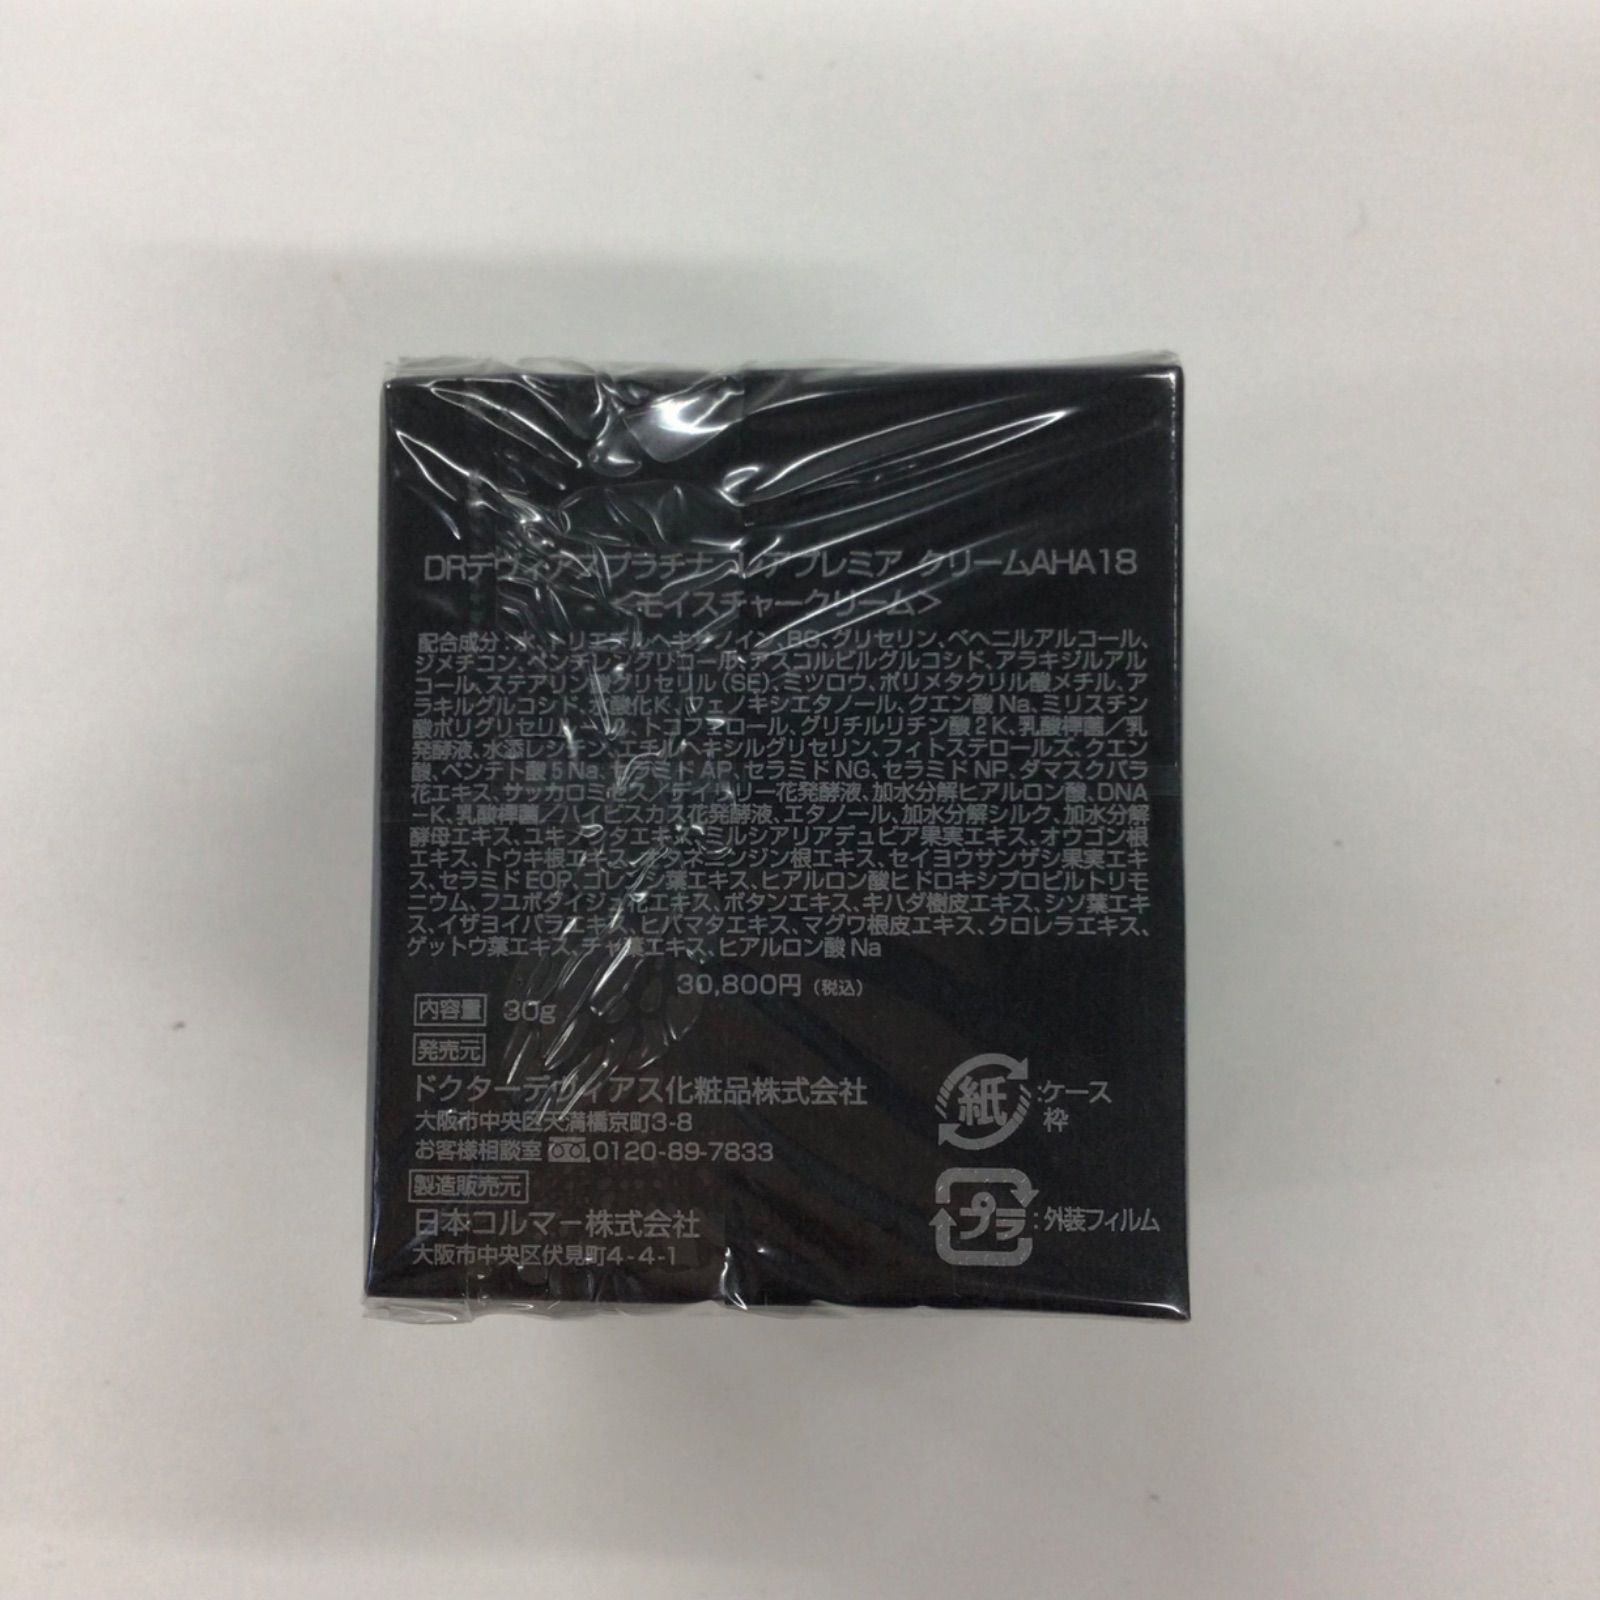 DRデヴィアスプラチナ レアプレミア クリームAHA18
<モイスチャークリーム>
配合成分:水、トリエチルヘキサノイン、BG、グリセリン、ベヘニルアルコール、
ジメチコン、ペンチレングリコール、アスコルビルグルコシド、アラキジルアル
コール、ステアリン酸グリセリル(SE)、ミツロウ、ポリメタクリル酸メチル、ア
ラキルグルコシド、水酸化K、フェノキシエタノール、クエン酸Na、ミリスチン
酸ポリグリセリル-10、トコフェロール、グリチルリチン酸2K、乳酸桿菌/乳
発酵液、水添レシチン、エチルヘキシルグリセリン、フィトステロールズ、クエン
酸、ペンテト酸5Na、セラミドAP、セラミドNG、セラミドNP、ダマスクバラ
花エキス、サッカロミセス/デイリリー花発酵液、加水分解ヒアルロン酸、DNA
-K、乳酸桿菌/ハイビスカス花発酵液、エタノール、加水分解シルク、加水分解
酵母エキス、ユキノシタエキス、ミルシアリアデュビア果実エキス、オウゴン根
エキス、トウキ根エキス、オタネニンジン根エキス、セイヨウサンザシ果実エキ
ス、セラミドEOP、ゴレンシ葉エキス、ヒアルロン酸ヒドロキシプロピルトリモ
ニウム、フユボダイジュ花エキス、ボタンエキス、キハダ樹皮エキス、シソ葉エキ
ス、イザヨイバラエキス、ヒバマタエキス、マグワ根皮エキス、クロレラエキス、
ゲットウ葉エキス、チャ葉エキス、ヒアルロン酸Na
30,800円(税込)
内容量 30g
発売元
ドクターデヴィアス化粧品株式会社
大阪市中央区天満橋京町3-8
お客様相談室 0120-89-7833
製造販売元
日本コルマー株式会社
大阪市中央区伏見町4-4-1
紙:ケース
枠
プラ:外装フィルム